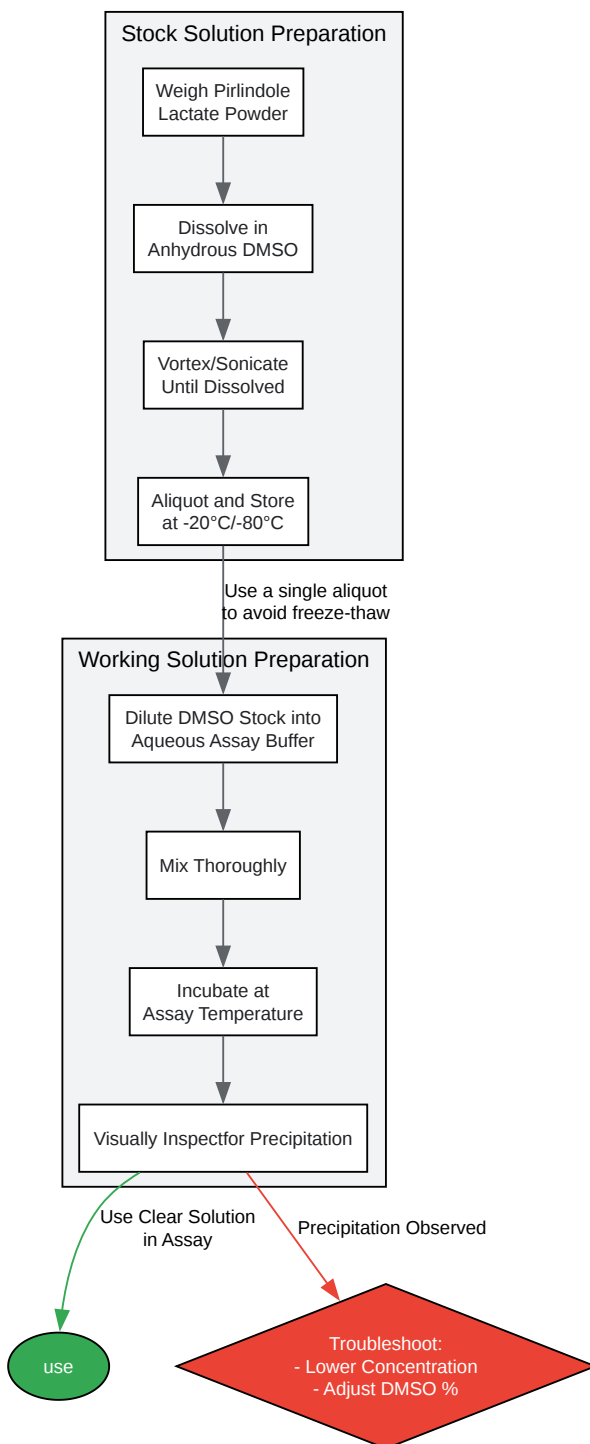 Stock Solution Preparation
Weigh Pirlindole
Lactate Powder
Dissolve in
Anhydrous DMSO
Vortex/Sonicate
Until Dissolved
Aliquot and Store
at -20°C/-80°C
Use a single aliquot
to avoid freeze-thaw
Working Solution Preparation
Dilute DMSO Stock into
Aqueous Assay Buffer
Mix Thoroughly
Incubate at
Assay Temperature
Visually Inspectfor Precipitation
Use Clear Solution
in Assay
Precipitation Observed
use
Troubleshoot:
- Lower Concentration
- Adjust DMSO %